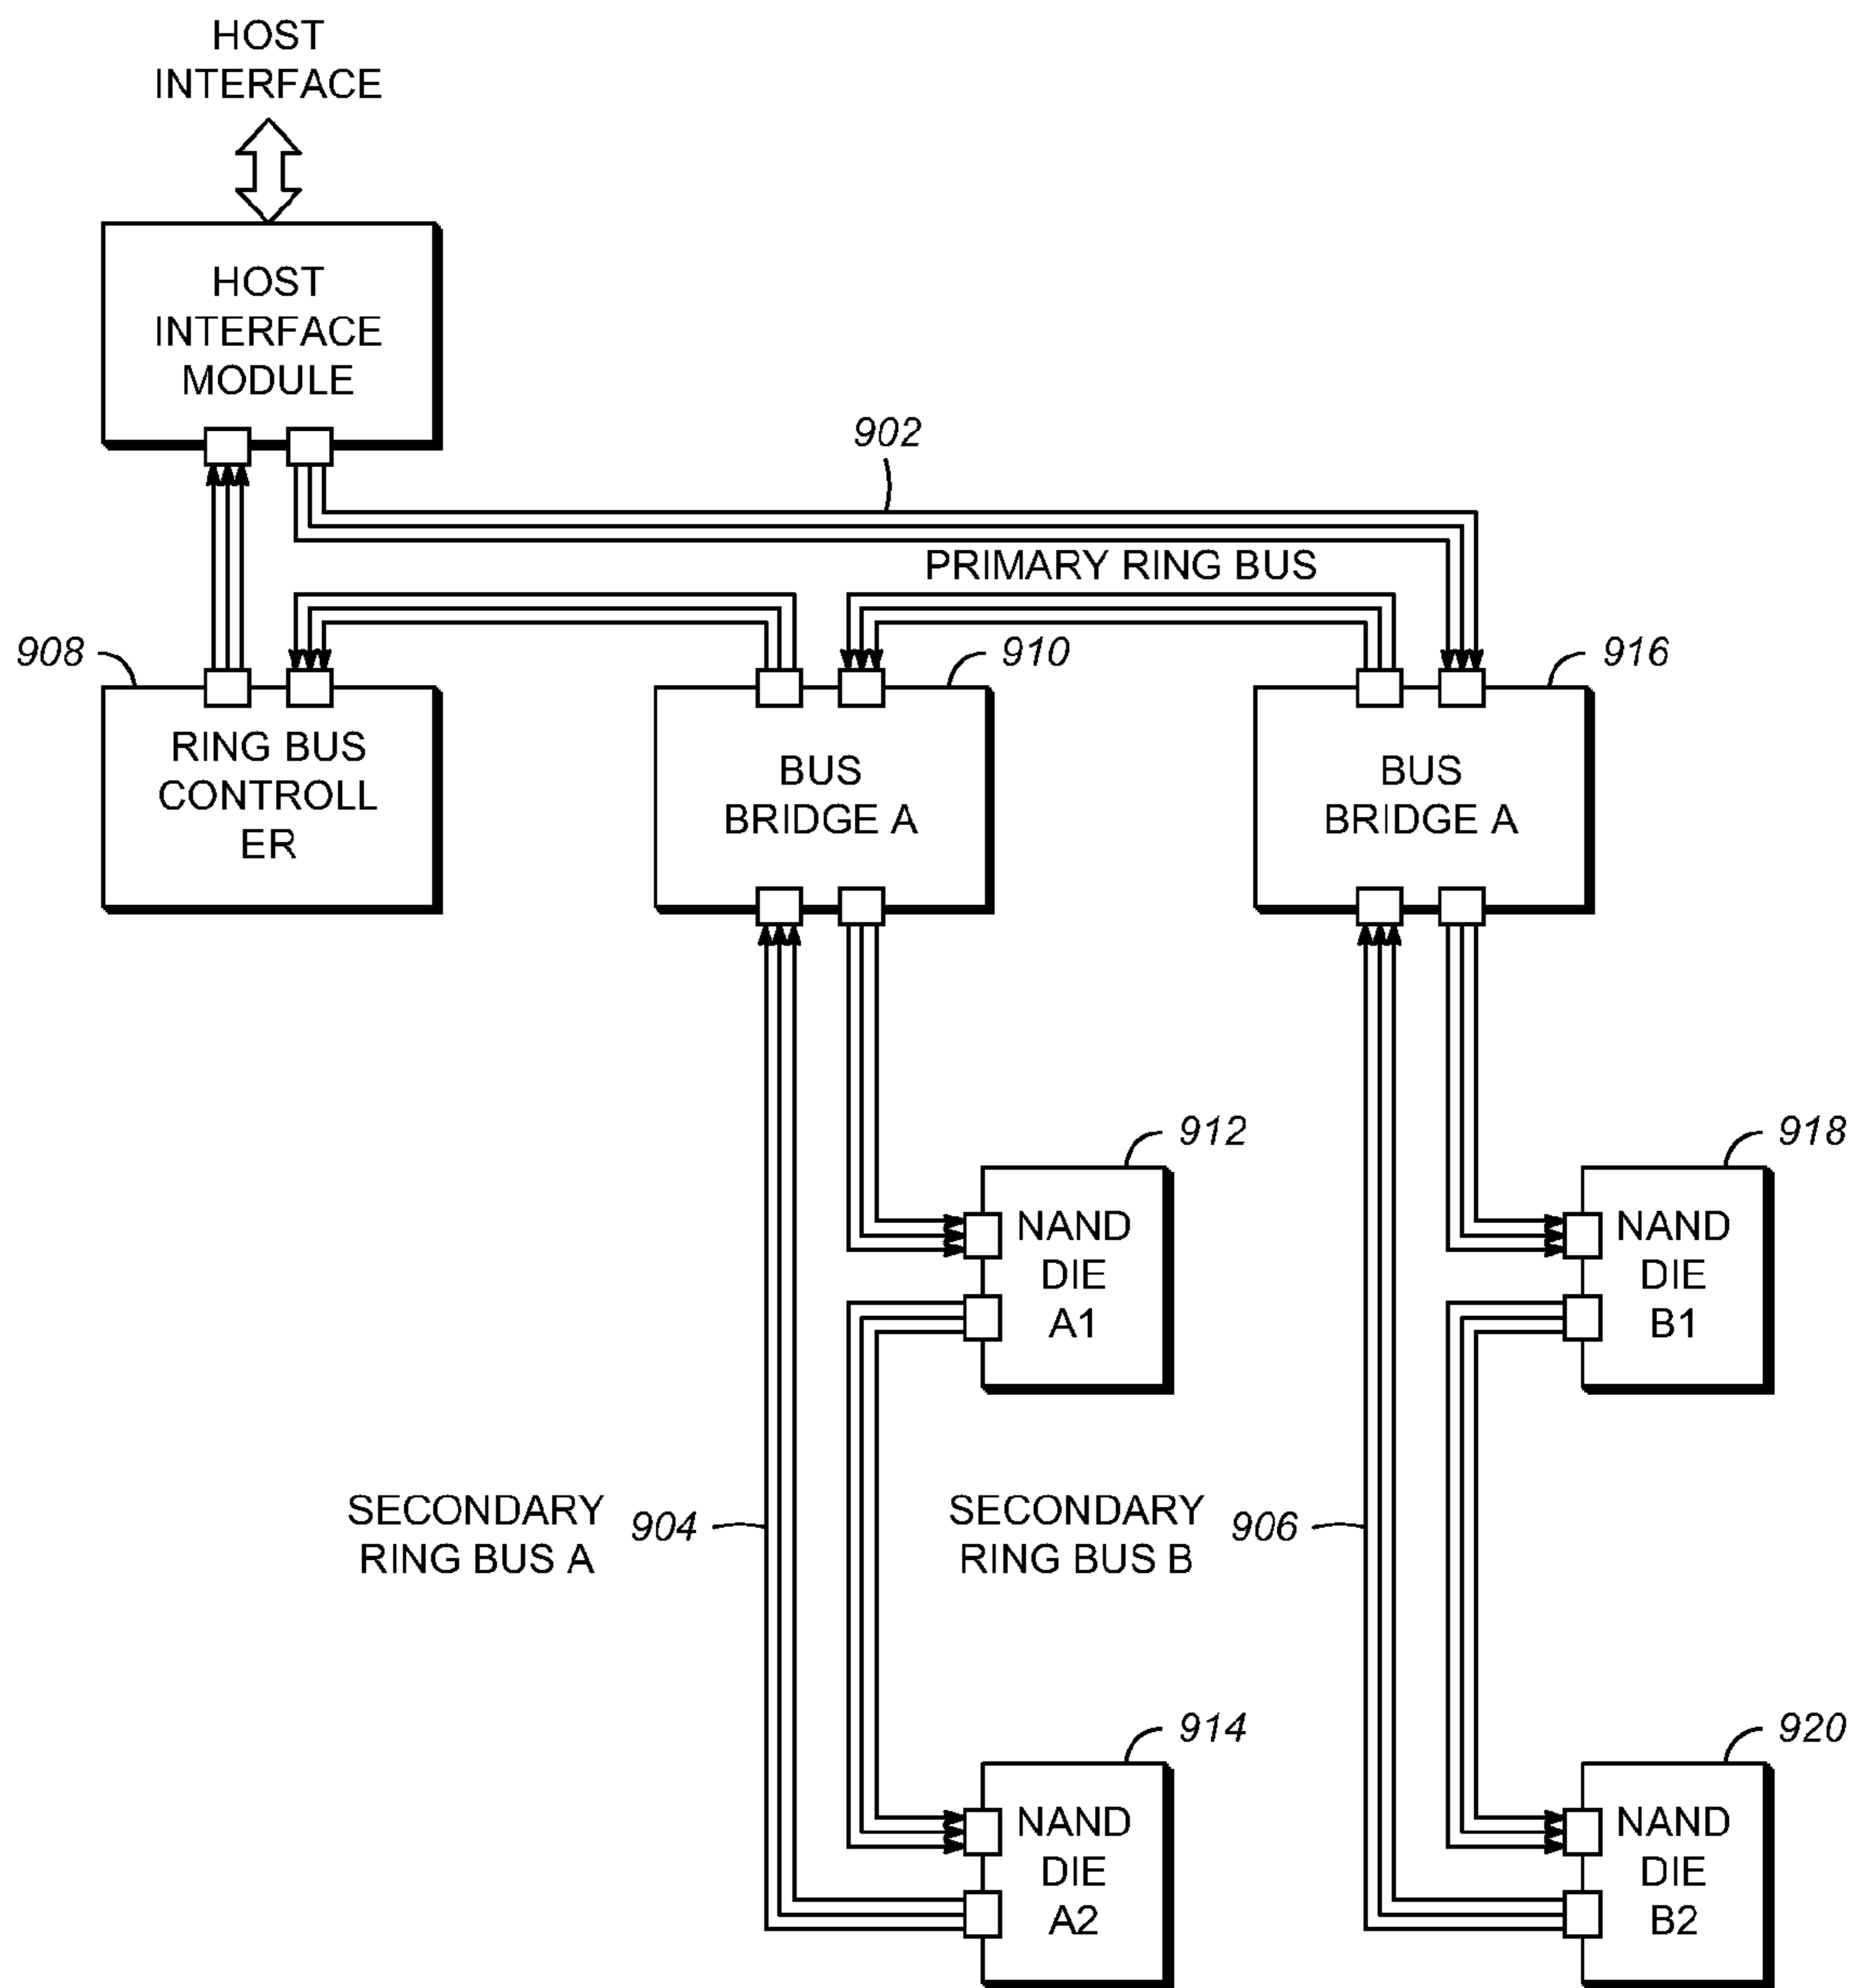 HOST
INTERFACE
HOST
INTERFACE
MODULE
902
PRIMARY RING BUS
908
910
916
RING BUS
CONTROLL
ER
BUS
BRIDGE A
BUS
BRIDGE A
912
918
NAND
DIE
A1
NAND
DIE
B1
SECONDARY
RING BUS A
904
SECONDARY
RING BUS B
906
914
920
NAND
DIE
A2
NAND
DIE
B2